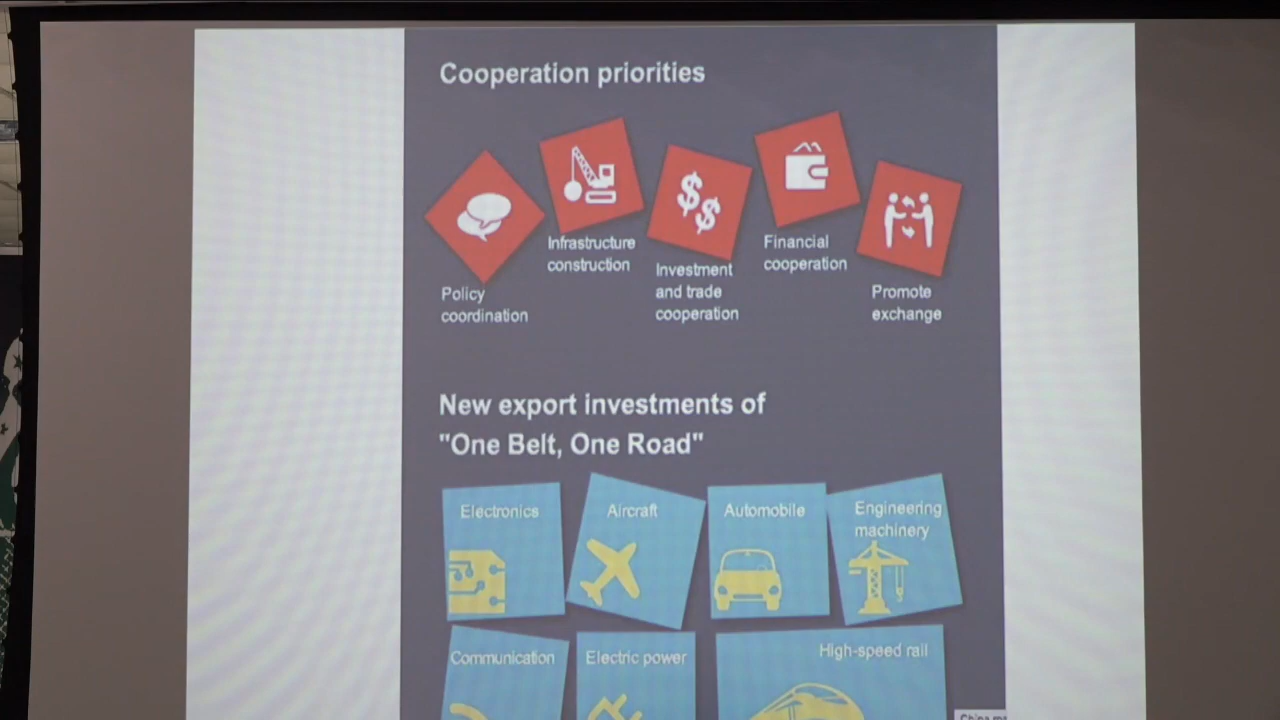 Cooperation priorities
Policy
coordination
Infrastructure
construction
Investment
and trade
cooperation
Financial
cooperation
Promote
exchange
New export investments of
"One Belt, One Road"
Electronics
Aircraft
Automobile
Engineering
machinery
Communication
Electric power
High-speed rail
China